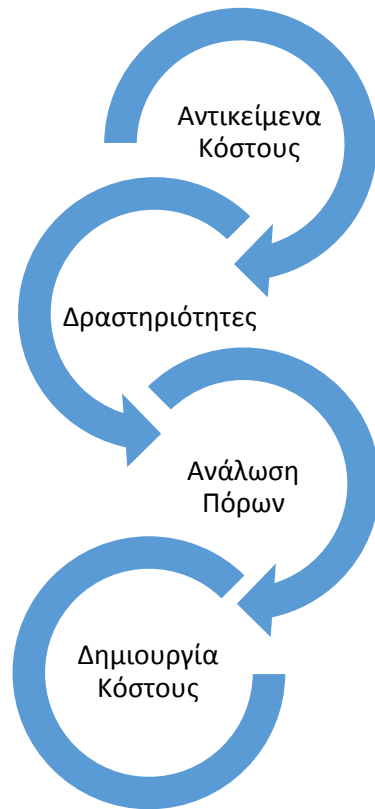 Αντικείμενα
Κόστους
Δραστηριότητες
Ανάλωση
Πόρων
Δημιουργία
Κόστους